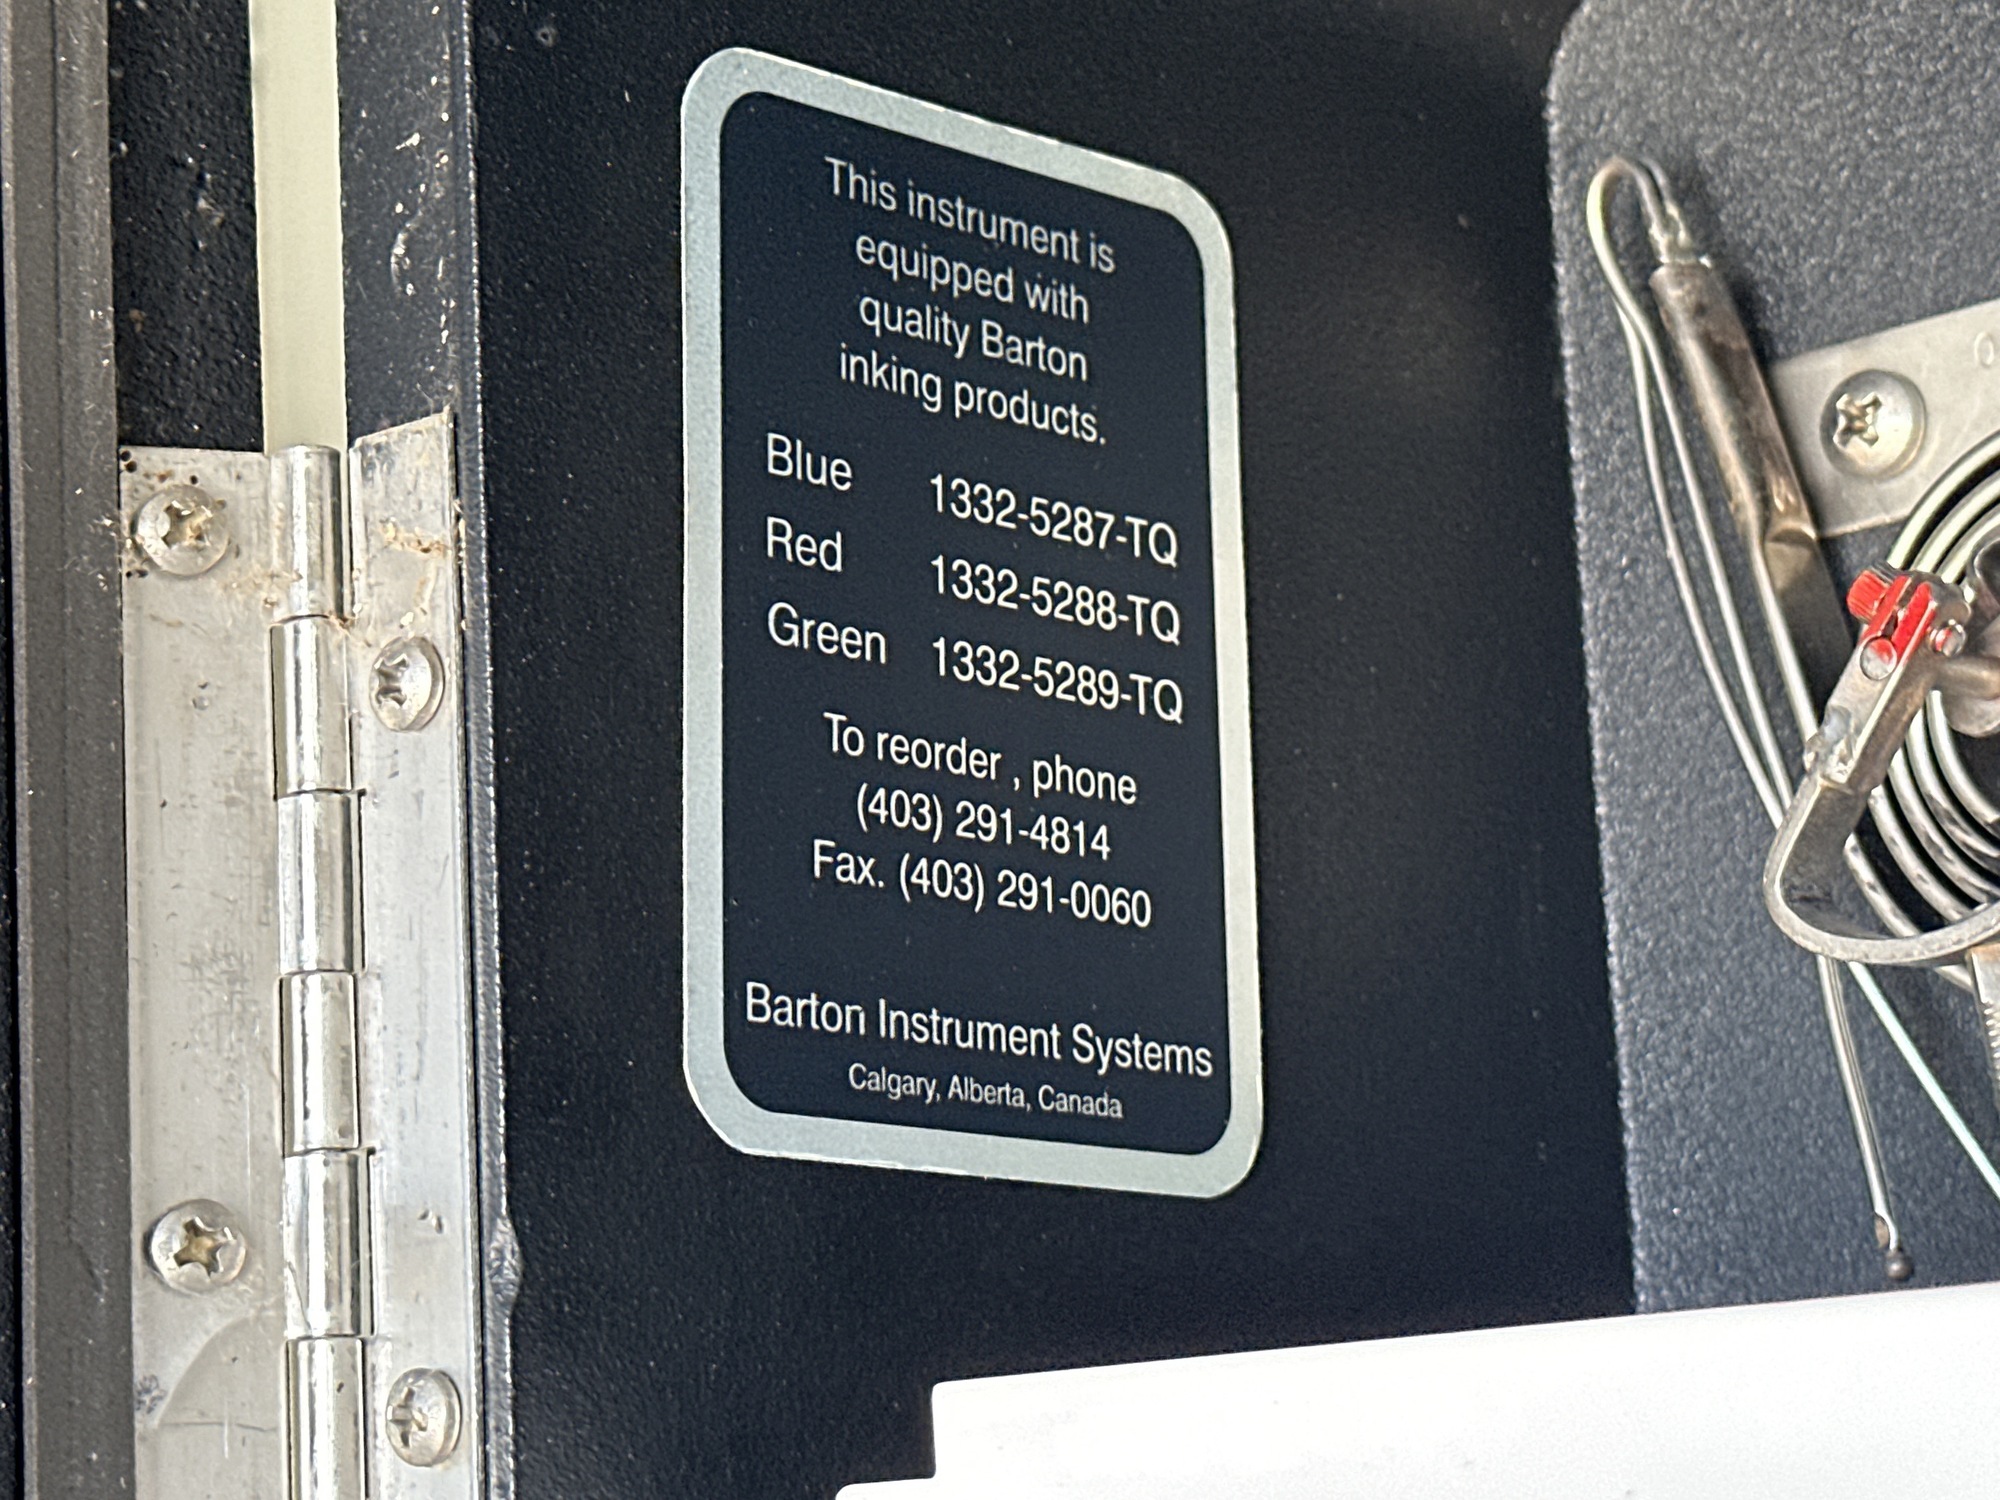 This instrument is
equipped with
quality Barton
inking products.
Blue 1332-5287-TQ
Red 1332-5288-TQ
Green 1332-5289-TQ
To reorder , phone
(403) 291-4814
Fax. (403) 291-0060
Barton Instrument Systems
Calgary, Alberta, Canada